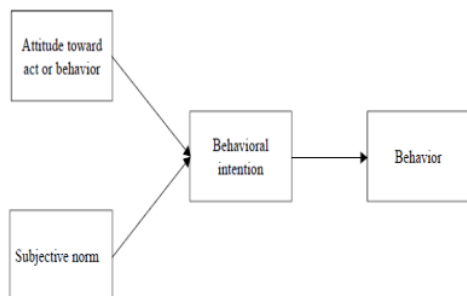 Attitude toward
act or behavior
Behavioral
intention
Behavior
Subjective norm